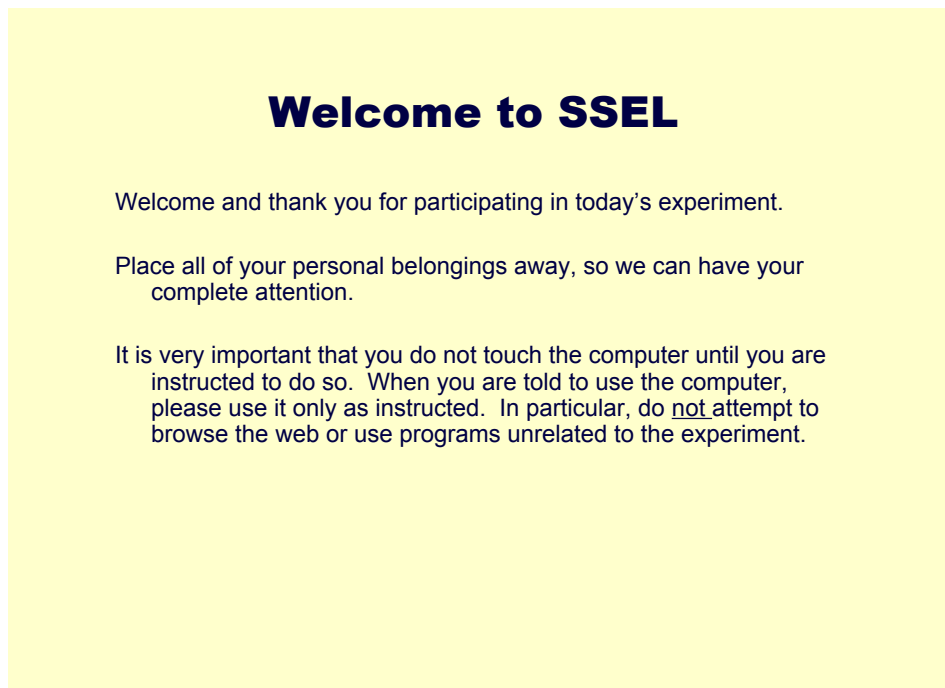 Welcome to SSEL
Welcome and thank you for participating in today’s experiment.
Place all of your personal belongings away, so we can have your
complete attention.
It is very important that you do not touch the computer until you are
instructed to do so.  When you are told to use the computer,
please use it only as instructed.  In particular, do not attempt to
browse the web or use programs unrelated to the experiment.